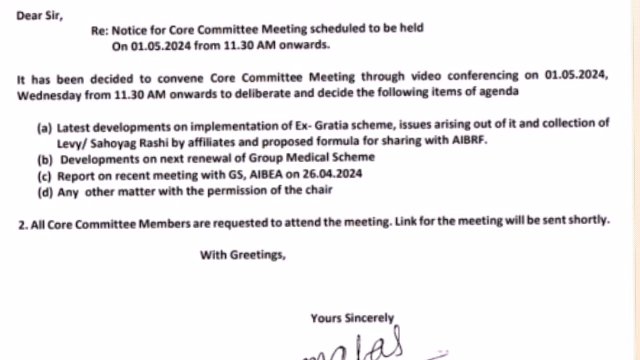 Dear Sir,
Re: Notice for Core Committee Meeting scheduled to be held
On 01.05.2024 from 11.30 AM onwards.
It has been decided to convene Core Committee Meeting through video conferencing on 01.05.2024,
Wednesday from 11.30 AM onwards to deliberate and decide the following items of agenda
(a) Latest developments on implementation of Ex- Gratia scheme, issues arising out of it and collection of
Levy/ Sahoyag Rashi by affiliates and proposed formula for sharing with AIBRF.
(b) Developments on next renewal of Group Medical Scheme
(c) Report on recent meeting with GS, AIBEA on 26.04.2024
(d) Any other matter with the permission of the chair
2. All Core Committee Members are requested to attend the meeting. Link for the meeting will be sent shortly.
With Greetings,
Yours Sincerely